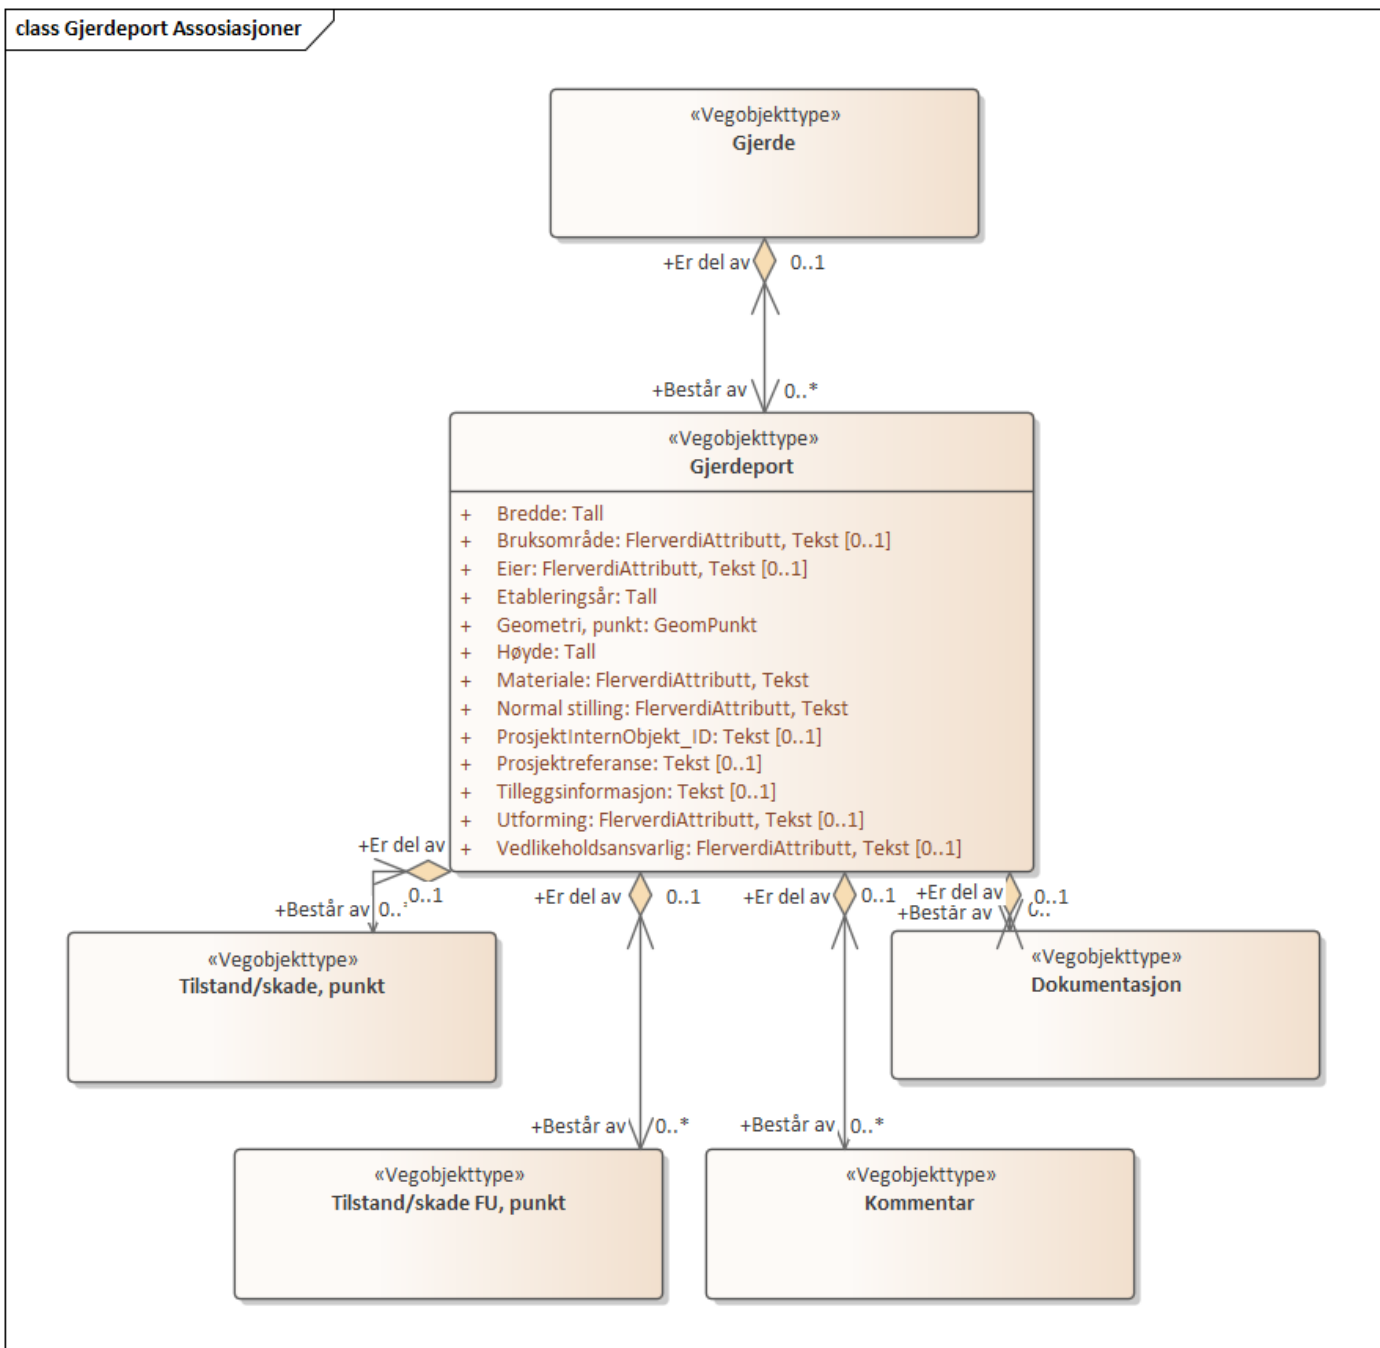 class Gjerdeport Assosiasjoner
«Vegobjekttype»
Gjerde
+Er del av 0..1
+Består av 0..*
«Vegobjekttype»
Gjerdeport
+ Bredde: Tall
+ Bruksområde: FlerverdiAttributt, Tekst [0..1]
+ Eier: FlerverdiAttributt, Tekst [0..1]
+ Etableringsår: Tall
+ Geometri, punkt: GeomPunkt
+ Høyde: Tall
+ Materiale: FlerverdiAttributt, Tekst
+ Normal stilling: FlerverdiAttributt, Tekst
+ ProsjektInternObjekt_ID: Tekst [0..1]
+ Prosjektreferanse: Tekst [0..1]
+ Tilleggsinformasjon: Tekst [0..1]
+ Utforming: FlerverdiAttributt, Tekst [0..1]
+ Vedlikeholdsansvarlig: FlerverdiAttributt, Tekst [0..1]
+Er del av
0..1
+Består av 0..
+Er del av 0..1
+Er del av 0..1
+Er del av 0..1
+Består av 0..
«Vegobjekttype»
Tilstand/skade, punkt
«Vegobjekttype»
Dokumentasjon
+Består av 0..*
+Består av 0..*
«Vegobjekttype»
Tilstand/skade FU, punkt
«Vegobjekttype»
Kommentar